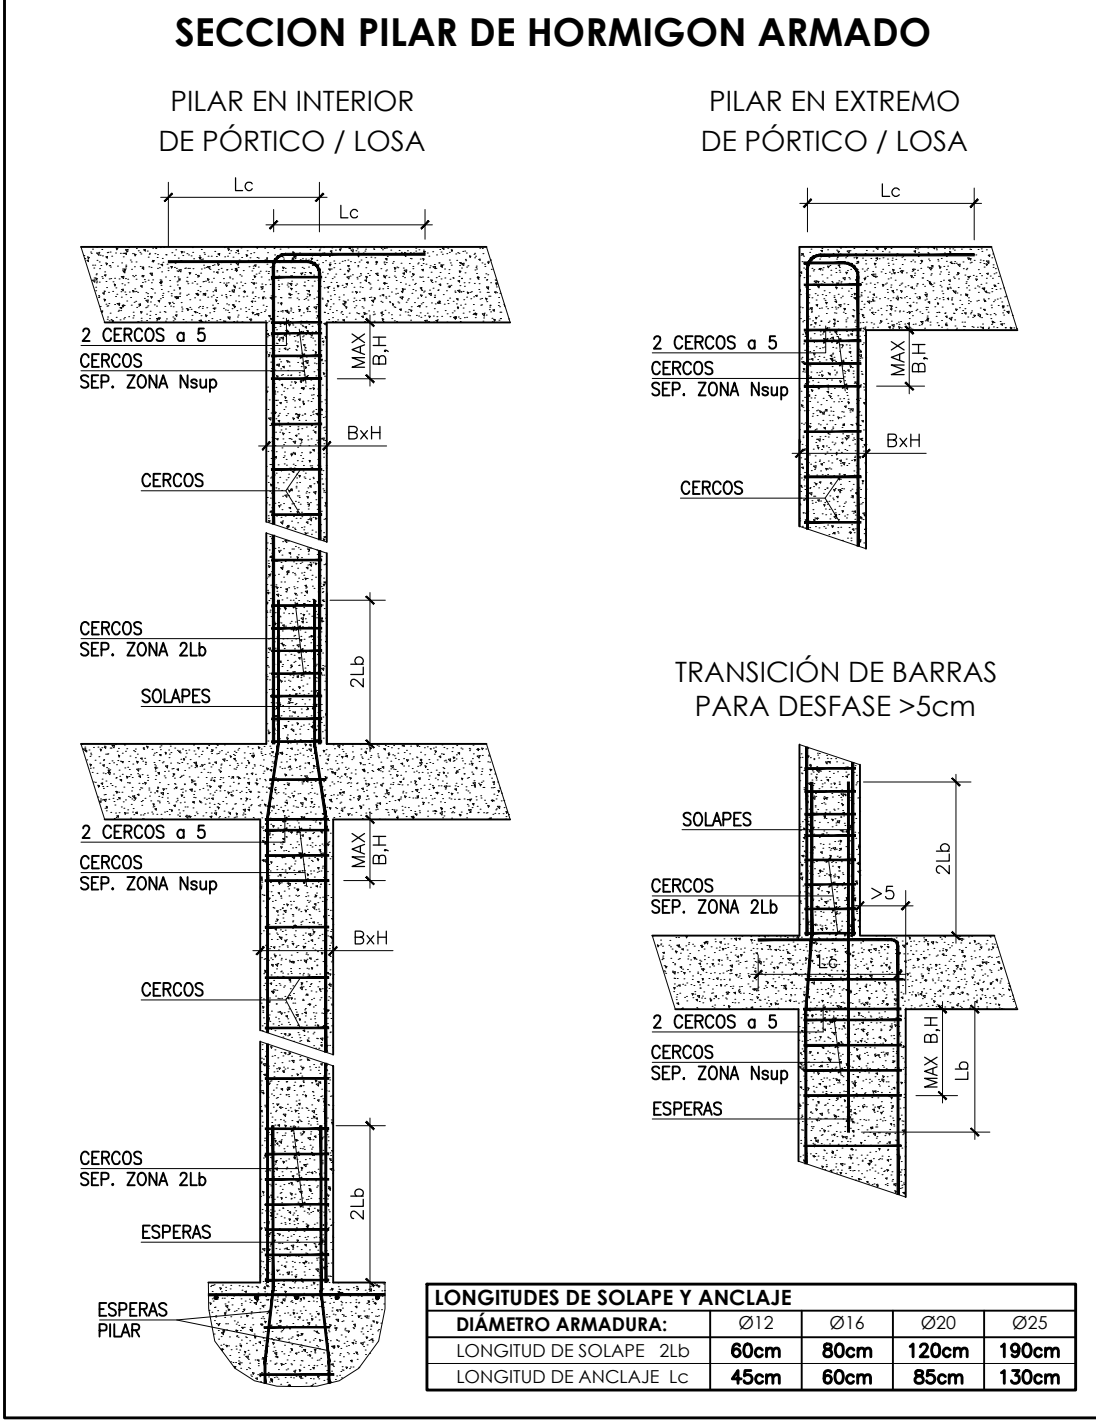 SECCION PILAR DE HORMIGON ARMADO
PILAR EN INTERIOR
DE PÓRTICO / LOSA
Lc
Lc
2 CERCOS a 5
CERCOS
SEP. ZONA Nsup
MAX
B,H
BxH
CERCOS
CERCOS
SEP. ZONA 2Lb
2Lb
SOLAPES
2 CERCOS a 5
CERCOS
SEP. ZONA Nsup
MAX
B,H
BxH
CERCOS
CERCOS
SEP. ZONA 2Lb
2Lb
ESPERAS
ESPERAS
PILAR
PILAR EN EXTREMO
DE PÓRTICO / LOSA
Lc
2 CERCOS a 5
CERCOS
SEP. ZONA Nsup
MAX
B,H
BxH
CERCOS
TRANSICIÓN DE BARRAS
PARA DESFASE >5cm
SOLAPES
2Lb
CERCOS
SEP. ZONA 2Lb
>5
Lc
2 CERCOS a 5
CERCOS
SEP. ZONA Nsup
MAX B,H
Lb
ESPERAS
LONGITUDES DE SOLAPE Y ANCLAJE
DIÁMETRO ARMADURA: Ø12 Ø16 Ø20 Ø25
LONGITUD DE SOLAPE 2Lb 60cm 80cm 120cm 190cm
LONGITUD DE ANCLAJE Lc 45cm 60cm 85cm 130cm